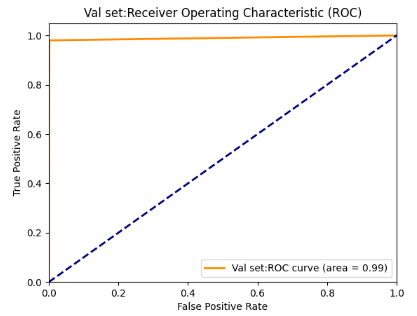 Val set:Receiver Operating Characteristic (ROC)
True Positive Rate
1.0
0.8
0.6
0.4
0.2
0.0
Val set:ROC curve (area = 0.99)
0.0 0.2 0.4 0.6 0.8 1.0
False Positive Rate